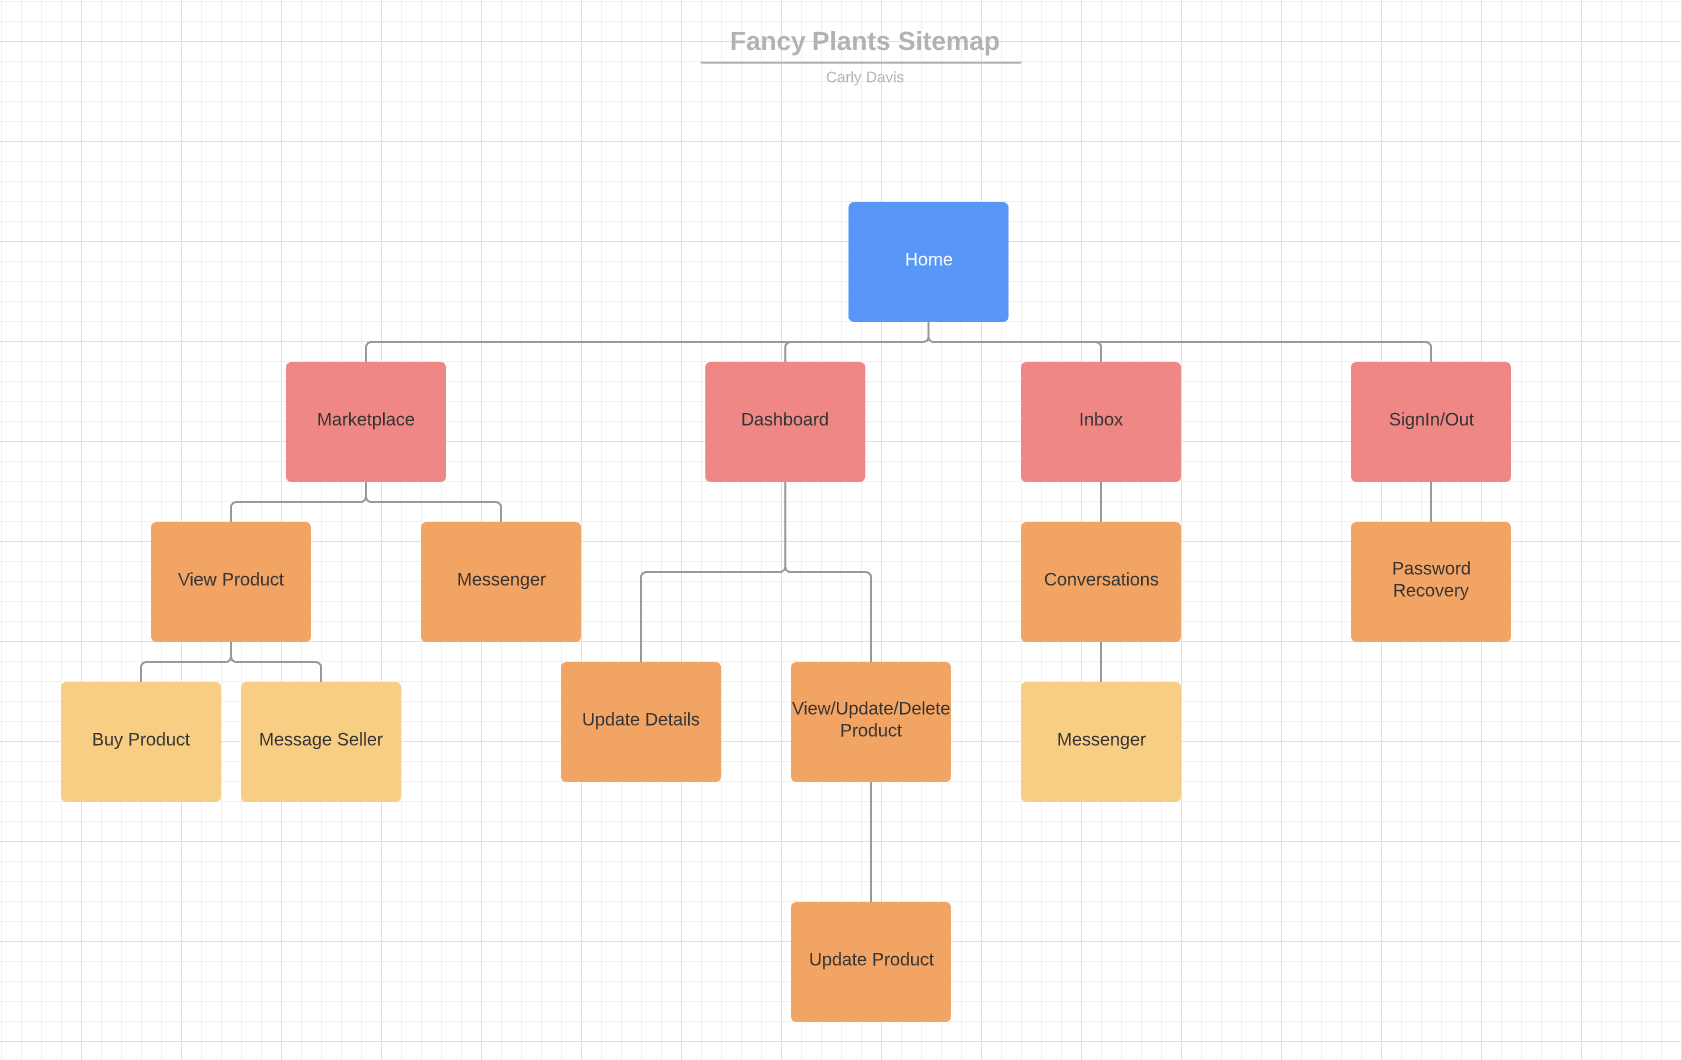 Fancy Plants Sitemap
Carly Davis
Home
Marketplace
Dashboard
Inbox
SignIn/Out
View Product
Messenger
Conversations
Password
Recovery
Buy Product
Message Seller
Update Details
View/Update/Delete
Product
Messenger
Update Product